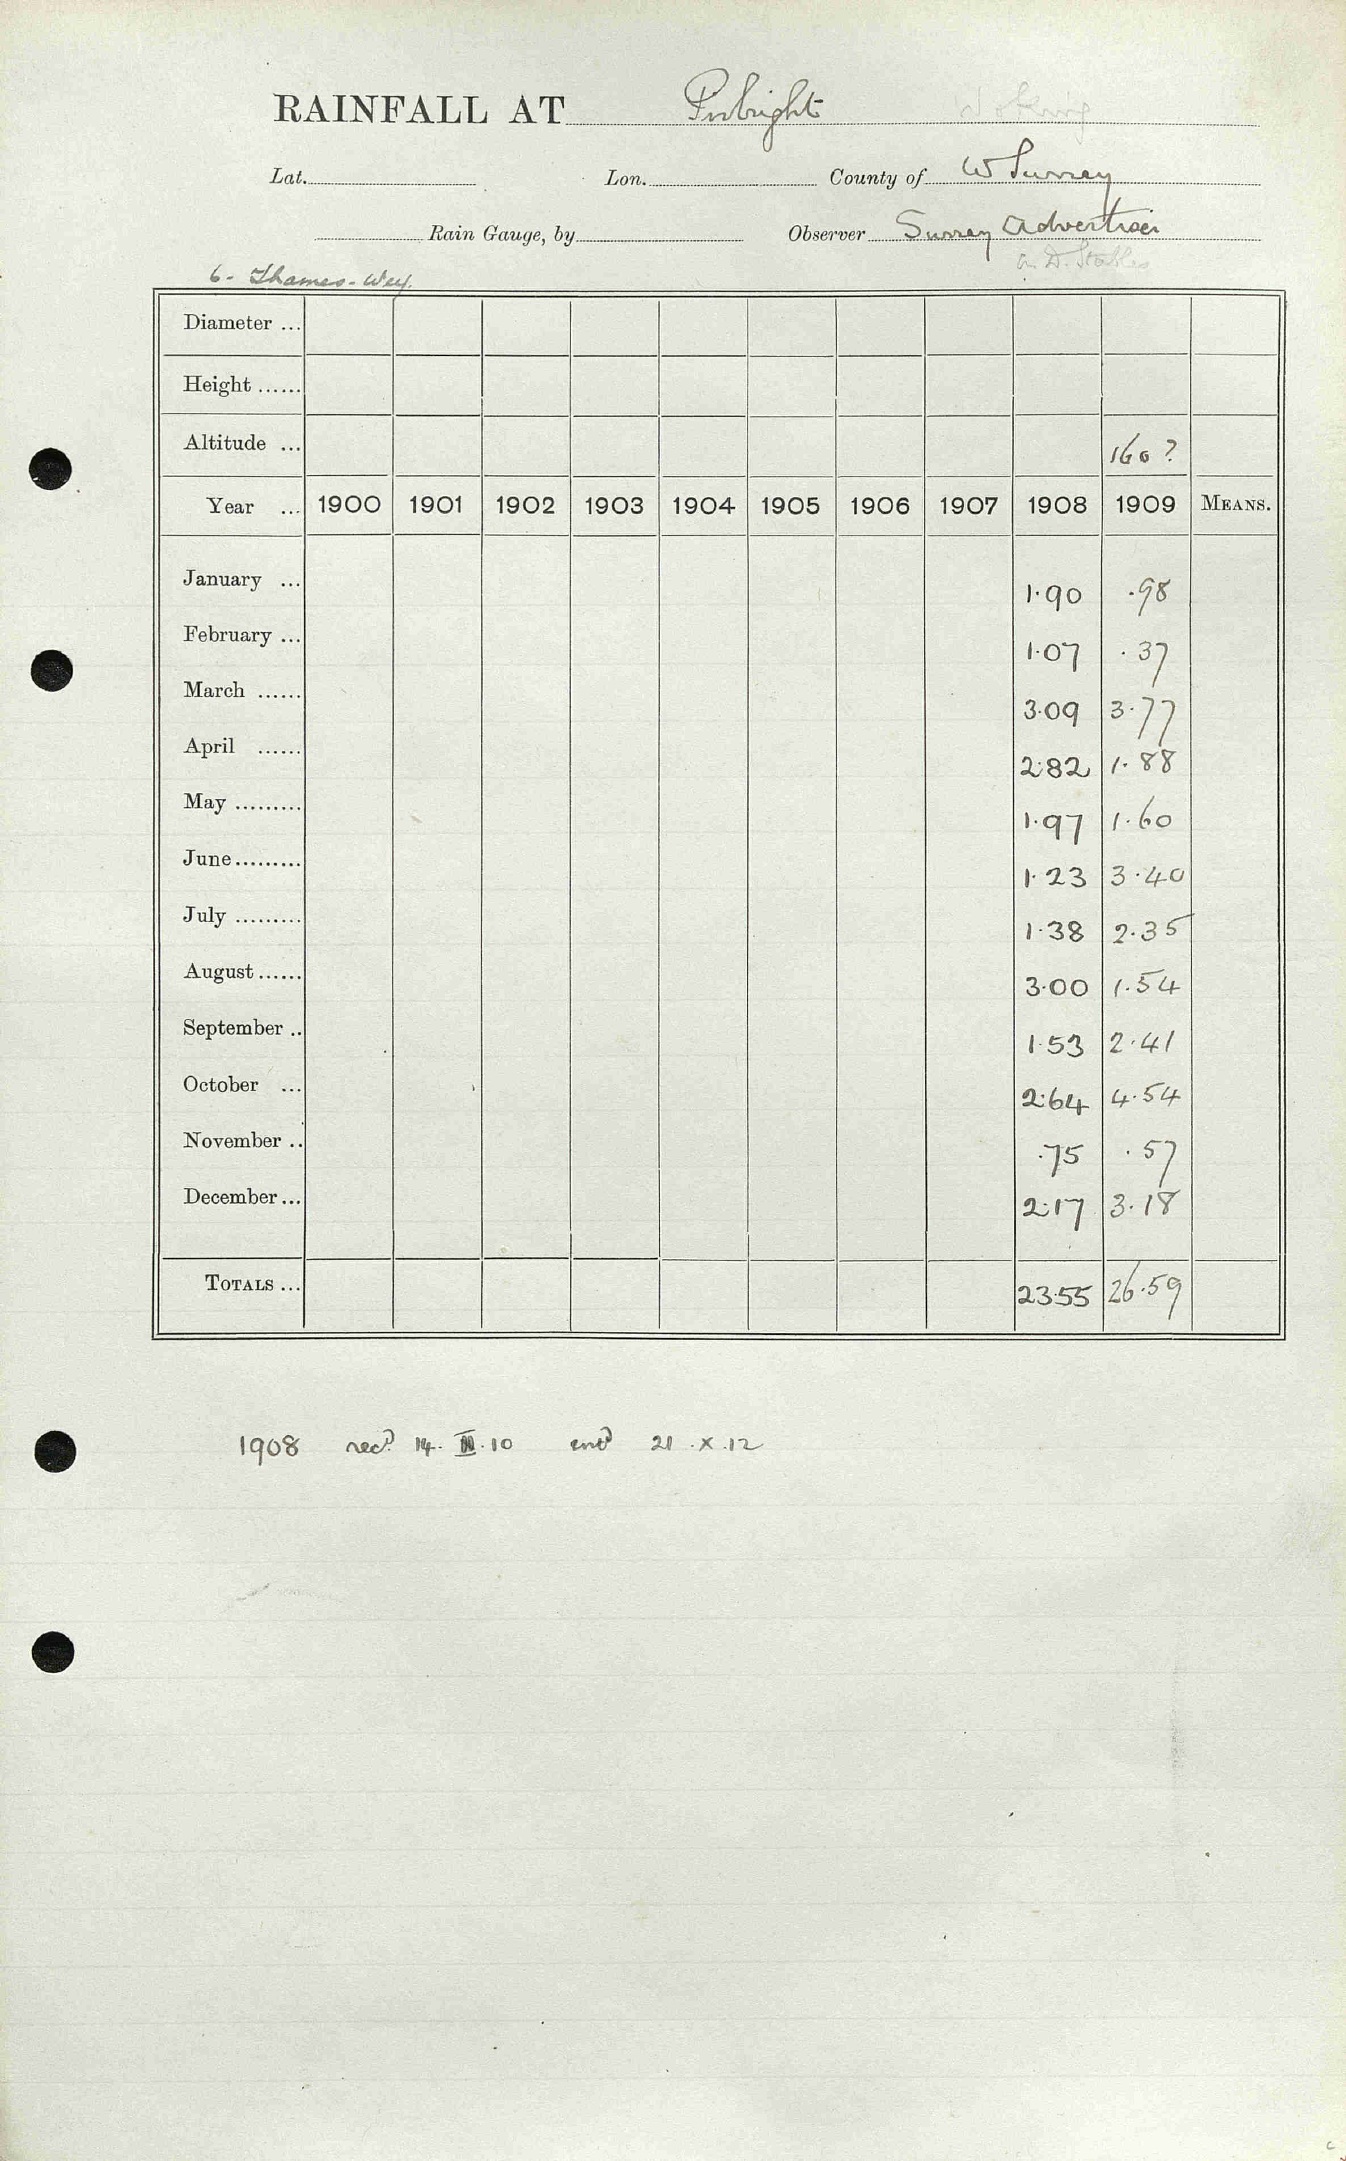 RAINFALL AT Pirbright Woking
Lat. Lon. County of W Surrey
Rain Gauge, by Observer Surrey Advertiser
D. Stables
6 - Thames - Wey.
Diameter ...
Height ......
Altitude ... 160 ?
Year ... 1900 1901 1902 1903 1904 1905 1906 1907 1908 1909 MEANS.
January ... 1.90 .98
February ... 1.07 .37
March ...... 3.09 3.77
April ...... 2.82 1.88
May ......... 1.97 1.60
June ......... 1.23 3.40
July ......... 1.38 2.35
August ...... 3.00 1.54
September .. 1.53 2.41
October ... 2.64 4.54
November .. .75 .57
December ... 2.17 3.18
TOTALS ... 23.55 26.59
1908 recd 14. III. 10 entd 21 . X . 12